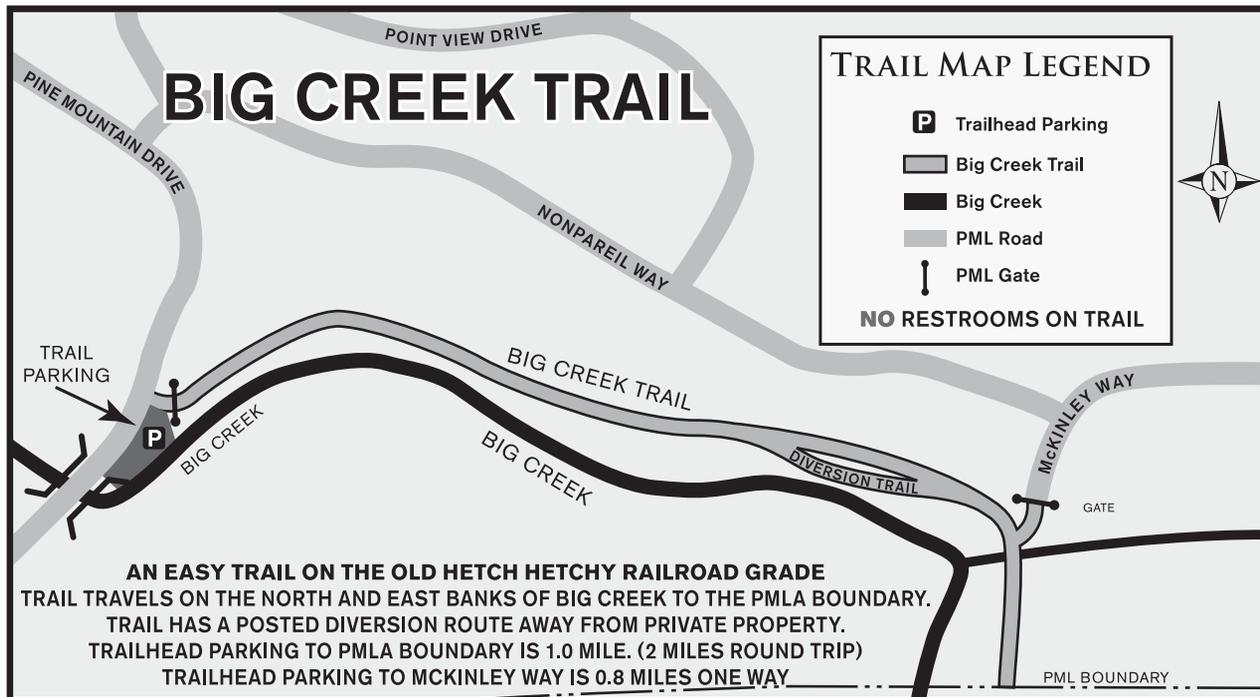 POINT VIEW DRIVE
PINE MOUNTAIN DRIVE
BIG CREEK TRAIL
NONPAREIL WAY
TRAIL MAP LEGEND
P Trailhead Parking
Big Creek Trail
Big Creek
PML Road
PML Gate
NO RESTROOMS ON TRAIL
N
TRAIL
PARKING
P
BIG CREEK
BIG CREEK TRAIL
BIG CREEK
DIVERSION TRAIL
McKINLEY WAY
GATE
AN EASY TRAIL ON THE OLD HETCH HETCHY RAILROAD GRADE
TRAIL TRAVELS ON THE NORTH AND EAST BANKS OF BIG CREEK TO THE PMLA BOUNDARY.
TRAIL HAS A POSTED DIVERSION ROUTE AWAY FROM PRIVATE PROPERTY.
TRAILHEAD PARKING TO PMLA BOUNDARY IS 1.0 MILE. (2 MILES ROUND TRIP)
TRAILHEAD PARKING TO MCKINLEY WAY IS 0.8 MILES ONE WAY
PML BOUNDARY